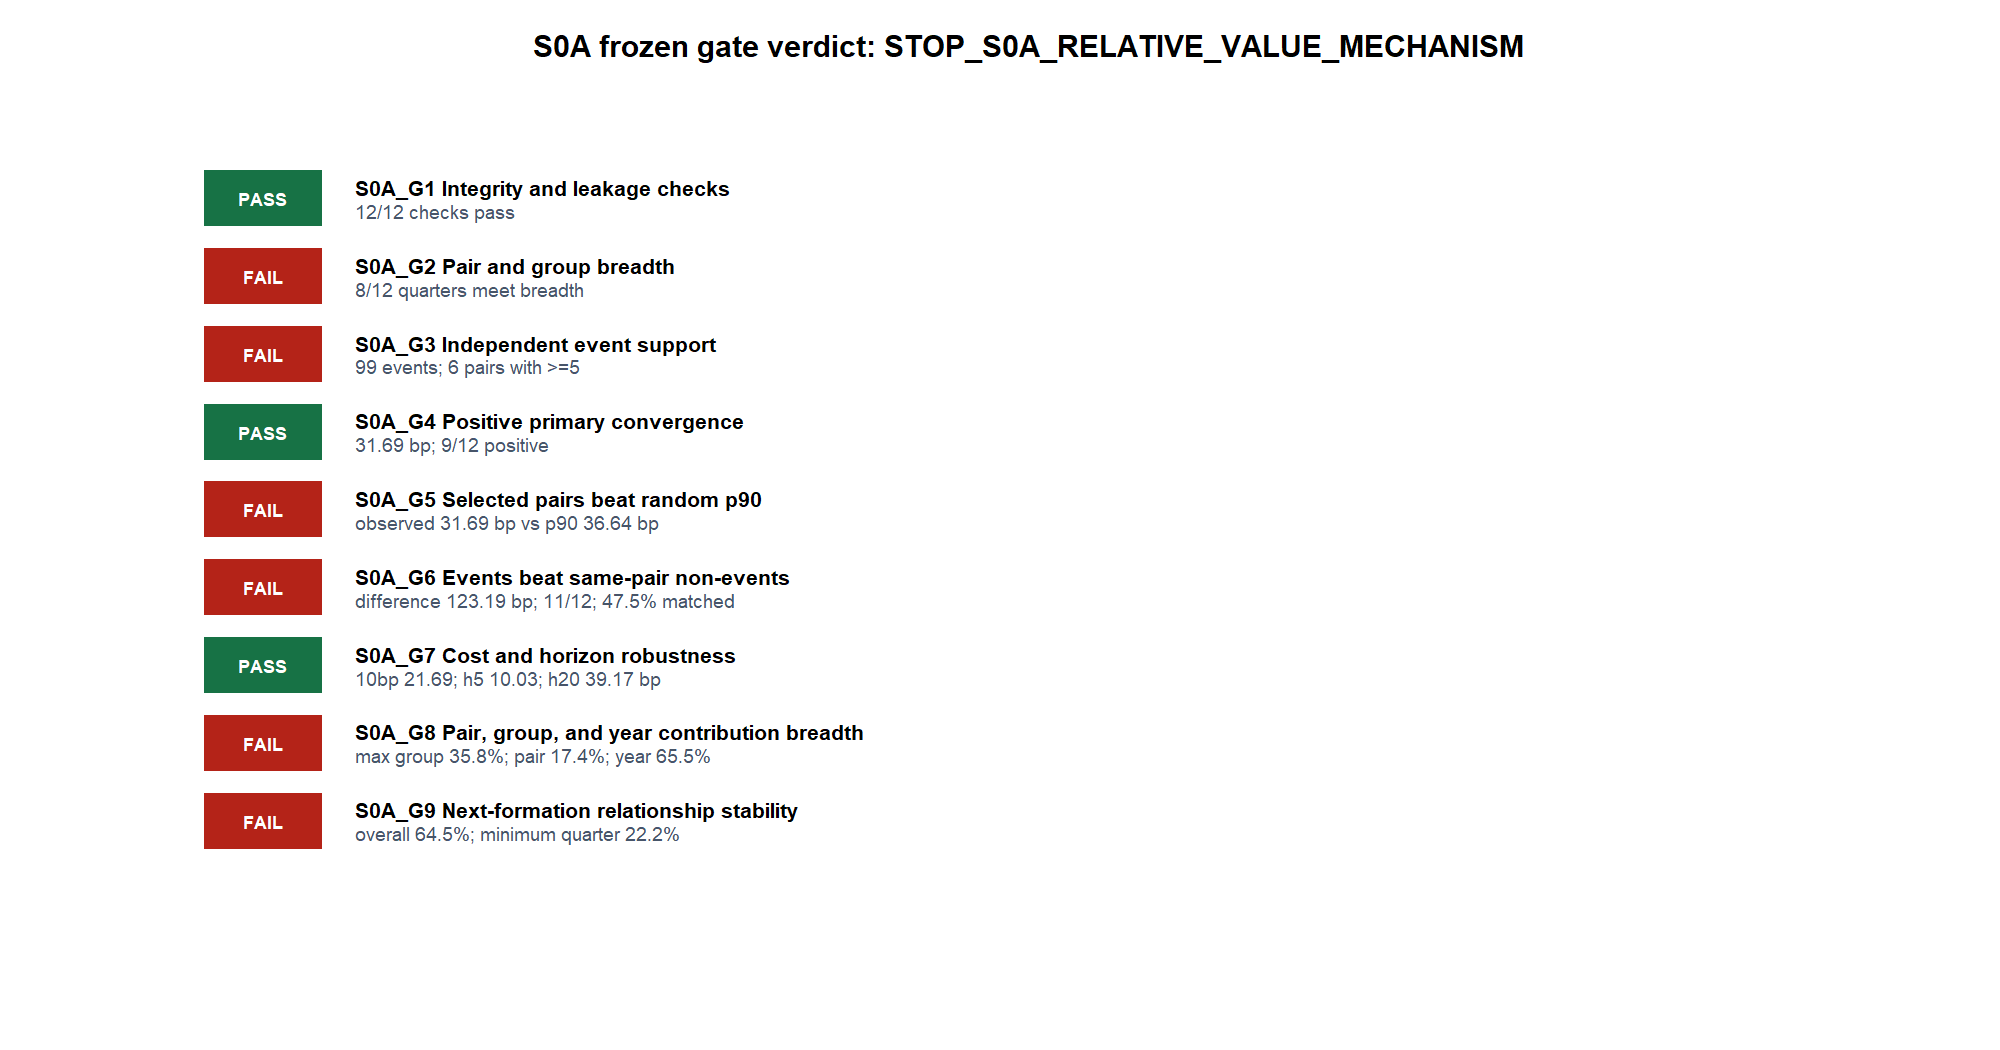 S0A frozen gate verdict: STOP_S0A_RELATIVE_VALUE_MECHANISM
PASS
S0A_G1 Integrity and leakage checks
12/12 checks pass
FAIL
S0A_G2 Pair and group breadth
8/12 quarters meet breadth
FAIL
S0A_G3 Independent event support
99 events; 6 pairs with >=5
PASS
S0A_G4 Positive primary convergence
31.69 bp; 9/12 positive
FAIL
S0A_G5 Selected pairs beat random p90
observed 31.69 bp vs p90 36.64 bp
FAIL
S0A_G6 Events beat same-pair non-events
difference 123.19 bp; 11/12; 47.5% matched
PASS
S0A_G7 Cost and horizon robustness
10bp 21.69; h5 10.03; h20 39.17 bp
FAIL
S0A_G8 Pair, group, and year contribution breadth
max group 35.8%; pair 17.4%; year 65.5%
FAIL
S0A_G9 Next-formation relationship stability
overall 64.5%; minimum quarter 22.2%